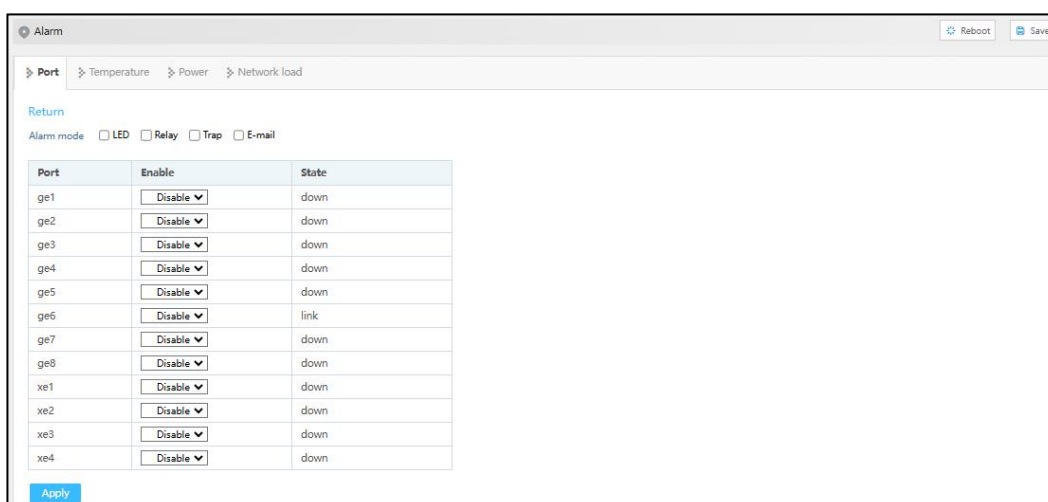 Alarm Reboot Save
Port Temperature Power Network load
Return
Alarm mode LED Relay Trap E-mail
Port Enable State
ge1 Disable down
ge2 Disable down
ge3 Disable down
ge4 Disable down
ge5 Disable down
ge6 Disable link
ge7 Disable down
ge8 Disable down
xe1 Disable down
xe2 Disable down
xe3 Disable down
xe4 Disable down
Apply